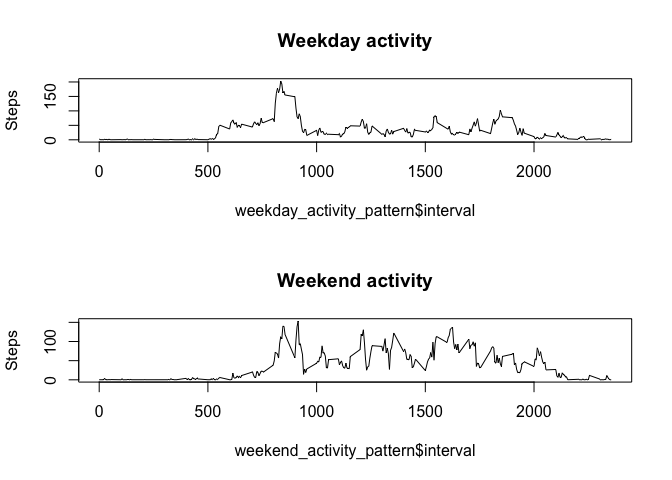 Weekday activity
Steps
150
0
0 500 1000 1500 2000
weekday_activity_pattern$interval
Weekend activity
Steps
100
0
0 500 1000 1500 2000
weekend_activity_pattern$interval